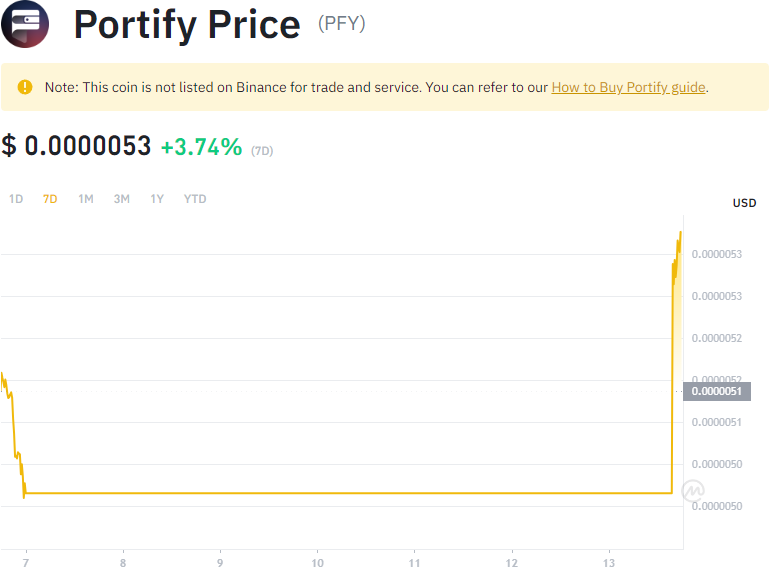 Portify Price (PFY)
Note: This coin is not listed on Binance for trade and service. You can refer to our How to Buy Portify guide.
$ 0.0000053 +3.74% (7D)
1D 7D 1M 3M 1Y YTD
USD
0.0000053
0.0000053
0.0000052
0.0000052
0.0000051
0.0000051
0.0000050
0.0000050
7 8 9 10 11 12 13